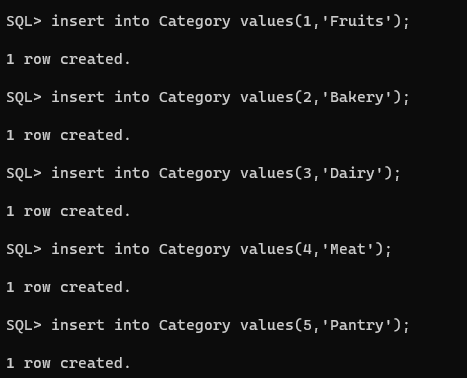 SQL> insert into Category values(1,'Fruits');
1 row created.
SQL> insert into Category values(2,'Bakery');
1 row created.
SQL> insert into Category values(3,'Dairy');
1 row created.
SQL> insert into Category values(4,'Meat');
1 row created.
SQL> insert into Category values(5,'Pantry');
1 row created.